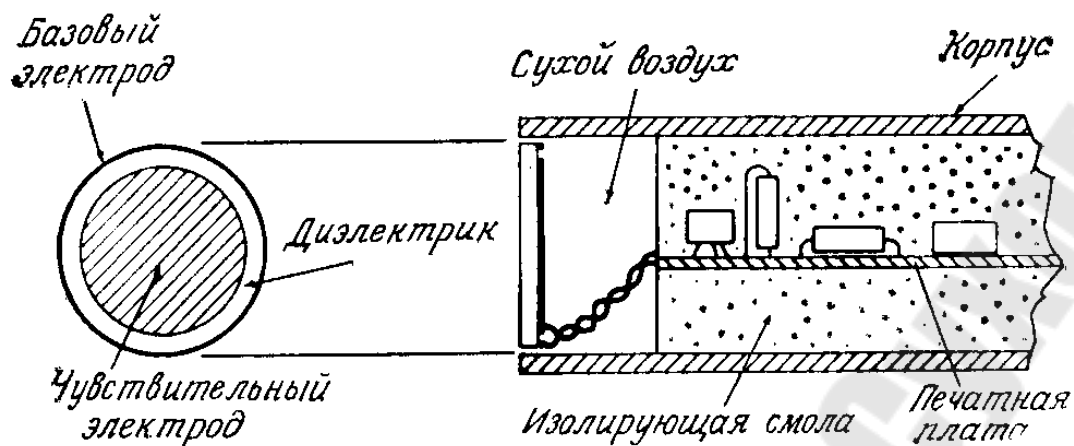 Базовый
электрод
Сухой воздух
Корпус
Диэлектрик
Чувствительный
электрод
Изолирующая смола
Печатная
плата